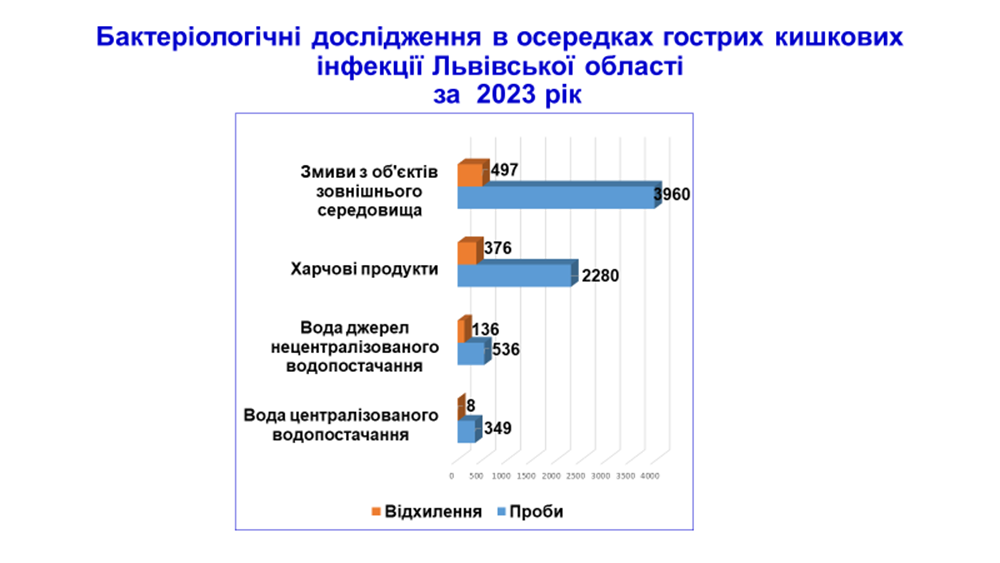 Бактеріологічні дослідження в осередках гострих кишкових
інфекції Львівської області
за 2023 рік
Змиви з об'єктів
зовнішнього
середовища
497
3960
Харчові продукти
376
2280
Вода джерел
нецентралізованого
водопостачання
136
536
Вода централізованого
водопостачання
8
349
0 500 1000 1500 2000 2500 3000 3500 4000
Відхилення Проби